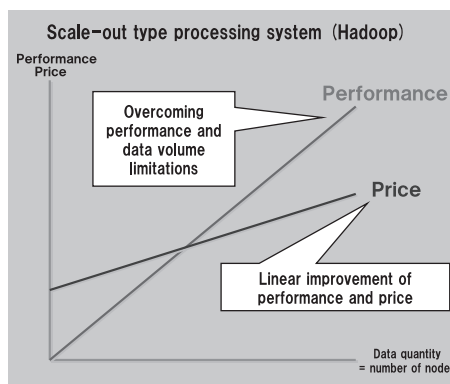 Scale-out type processing system (Hadoop)
Performance
Price
Performance
Overcoming
performance and
data volume
limitations
Price
Linear improvement of
performance and price
Data quantity
= number of node